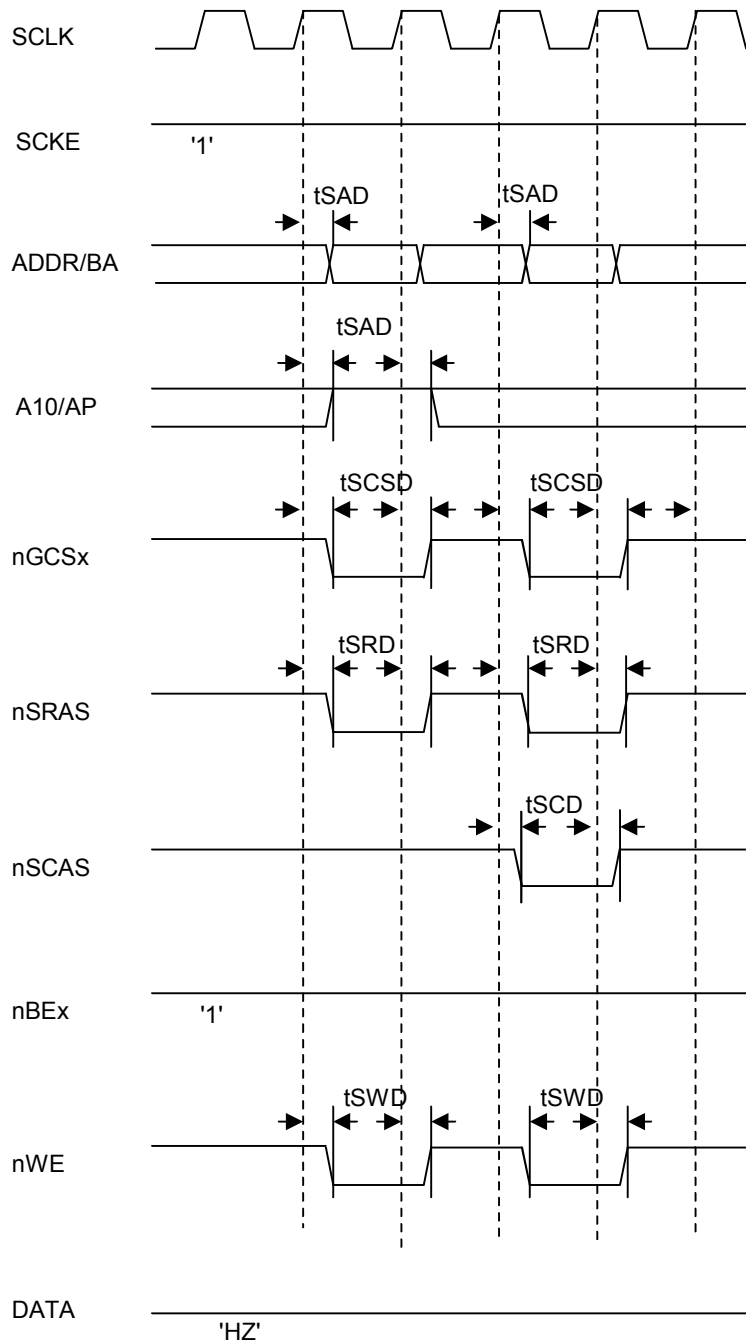 SCLK
SCKE
'1'
tSAD tSAD
ADDR/BA
tSAD
A10/AP
tSCSD tSCSD
nGCSx
tSRD tSRD
nSRAS
tSCD
nSCAS
nBEx
'1'
tSWD tSWD
nWE
DATA
'HZ'